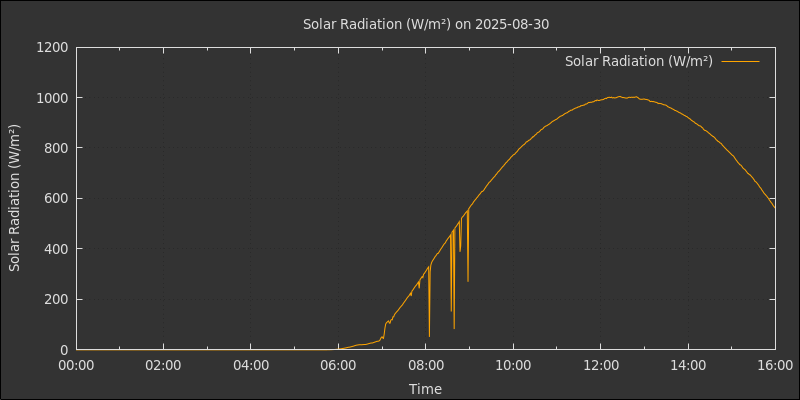 Solar Radiation (W/m²) on 2025-08-30
Solar Radiation (W/m²)
Solar Radiation (W/m²)
1200
1000
800
600
400
200
0
00:00 02:00 04:00 06:00 08:00 10:00 12:00 14:00 16:00
Time